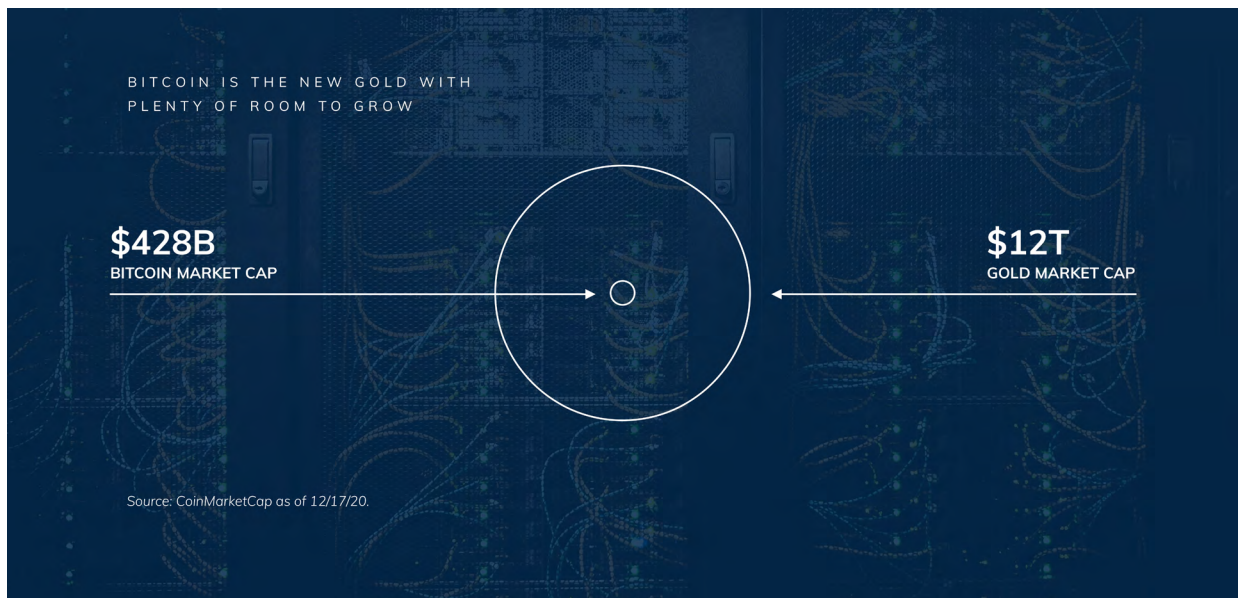 BITCOIN IS THE NEW GOLD WITH
PLENTY OF ROOM TO GROW
$428B
BITCOIN MARKET CAP
$12T
GOLD MARKET CAP
Source: CoinMarketCap as of 12/17/20.